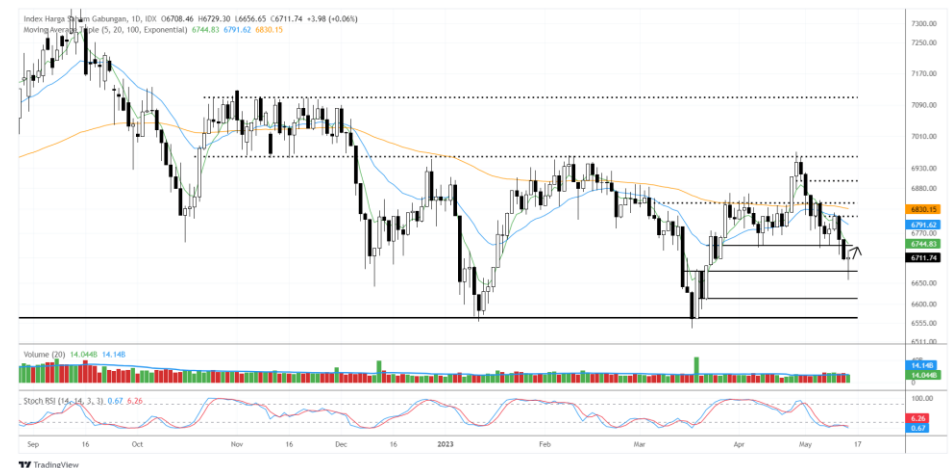 Index Harga Saham Gabungan, 1D, IDX O6708.46 H6729.30 L6656.65 C6711.74 +3.98 (+0.06%)
Moving Average Triple (5, 20, 100, Exponential) 6744.83 6791.62 6830.15
7300.00
7250.00
7170.00
7090.00
7010.00
6930.00
6880.00
6830.15
6791.62
6770.00
6744.83
6711.74
6650.00
6600.00
6555.00
6511.00
Volume (20) 14.044B 14.14B
14.14B
14.044B
0
Stoch RSI (14, 14, 3, 3) 0.67 6.26
100.00
6.26
0.67
Sep 16 Oct 17 Nov 16 Dec 16 2023 Feb Mar Apr May 17
TradingView